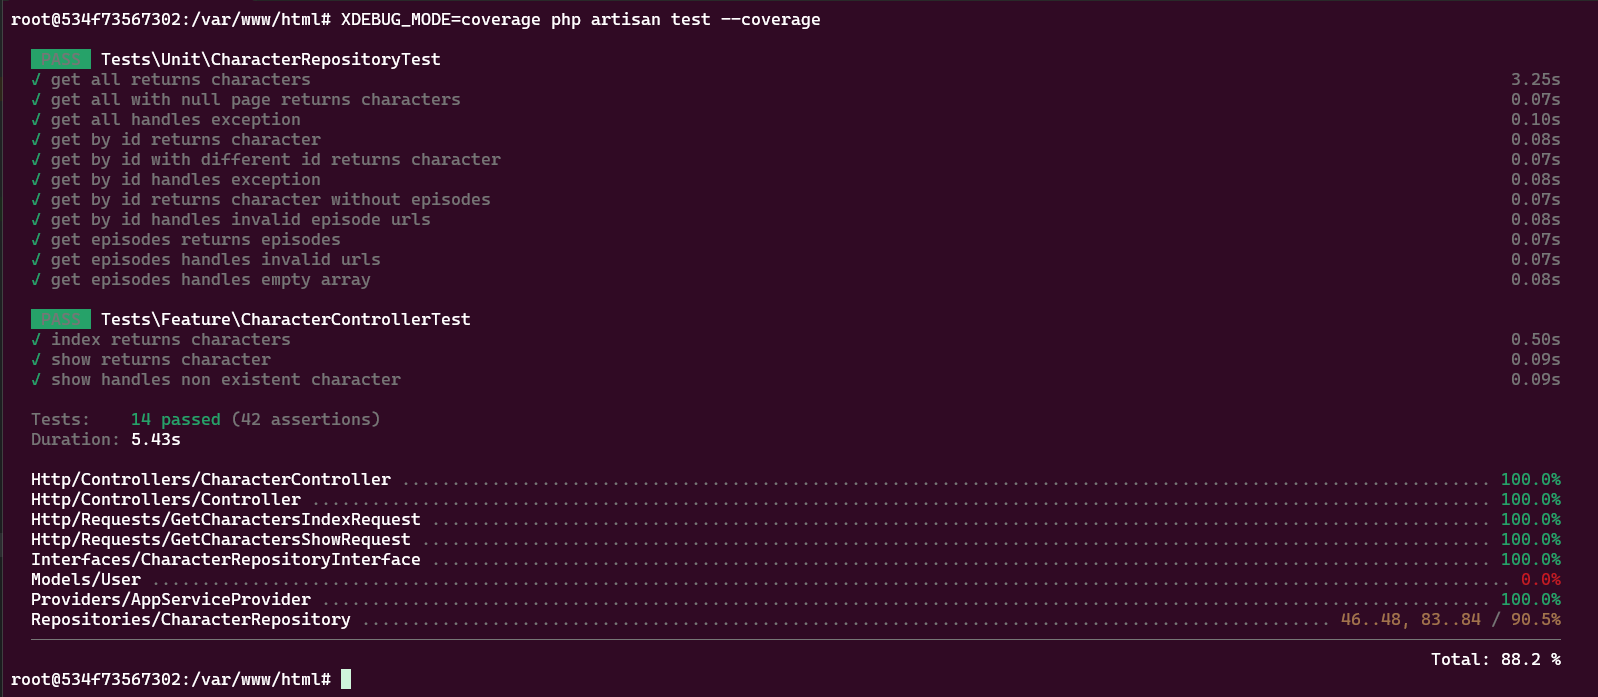 root@534f73567302:/var/www/html# XDEBUG_MODE=coverage php artisan test --coverage
PASS Tests\Unit\CharacterRepositoryTest
✓ get all returns characters 3.25s
✓ get all with null page returns characters 0.07s
✓ get all handles exception 0.10s
✓ get by id returns character 0.08s
✓ get by id with different id returns character 0.07s
✓ get by id handles exception 0.08s
✓ get by id returns character without episodes 0.07s
✓ get by id handles invalid episode urls 0.08s
✓ get episodes returns episodes 0.07s
✓ get episodes handles invalid urls 0.07s
✓ get episodes handles empty array 0.08s
PASS Tests\Feature\CharacterControllerTest
✓ index returns characters 0.50s
✓ show returns character 0.09s
✓ show handles non existent character 0.09s
Tests: 14 passed (42 assertions)
Duration: 5.43s
Http/Controllers/CharacterController ........ 100.0%
Http/Controllers/Controller ........ 100.0%
Http/Requests/GetCharactersIndexRequest ........ 100.0%
Http/Requests/GetCharactersShowRequest ........ 100.0%
Interfaces/CharacterRepositoryInterface ........ 100.0%
Models/User ........ 0.0%
Providers/AppServiceProvider ........ 100.0%
Repositories/CharacterRepository ........ 46..48, 83..84 / 90.5%
Total: 88.2 %
root@534f73567302:/var/www/html#